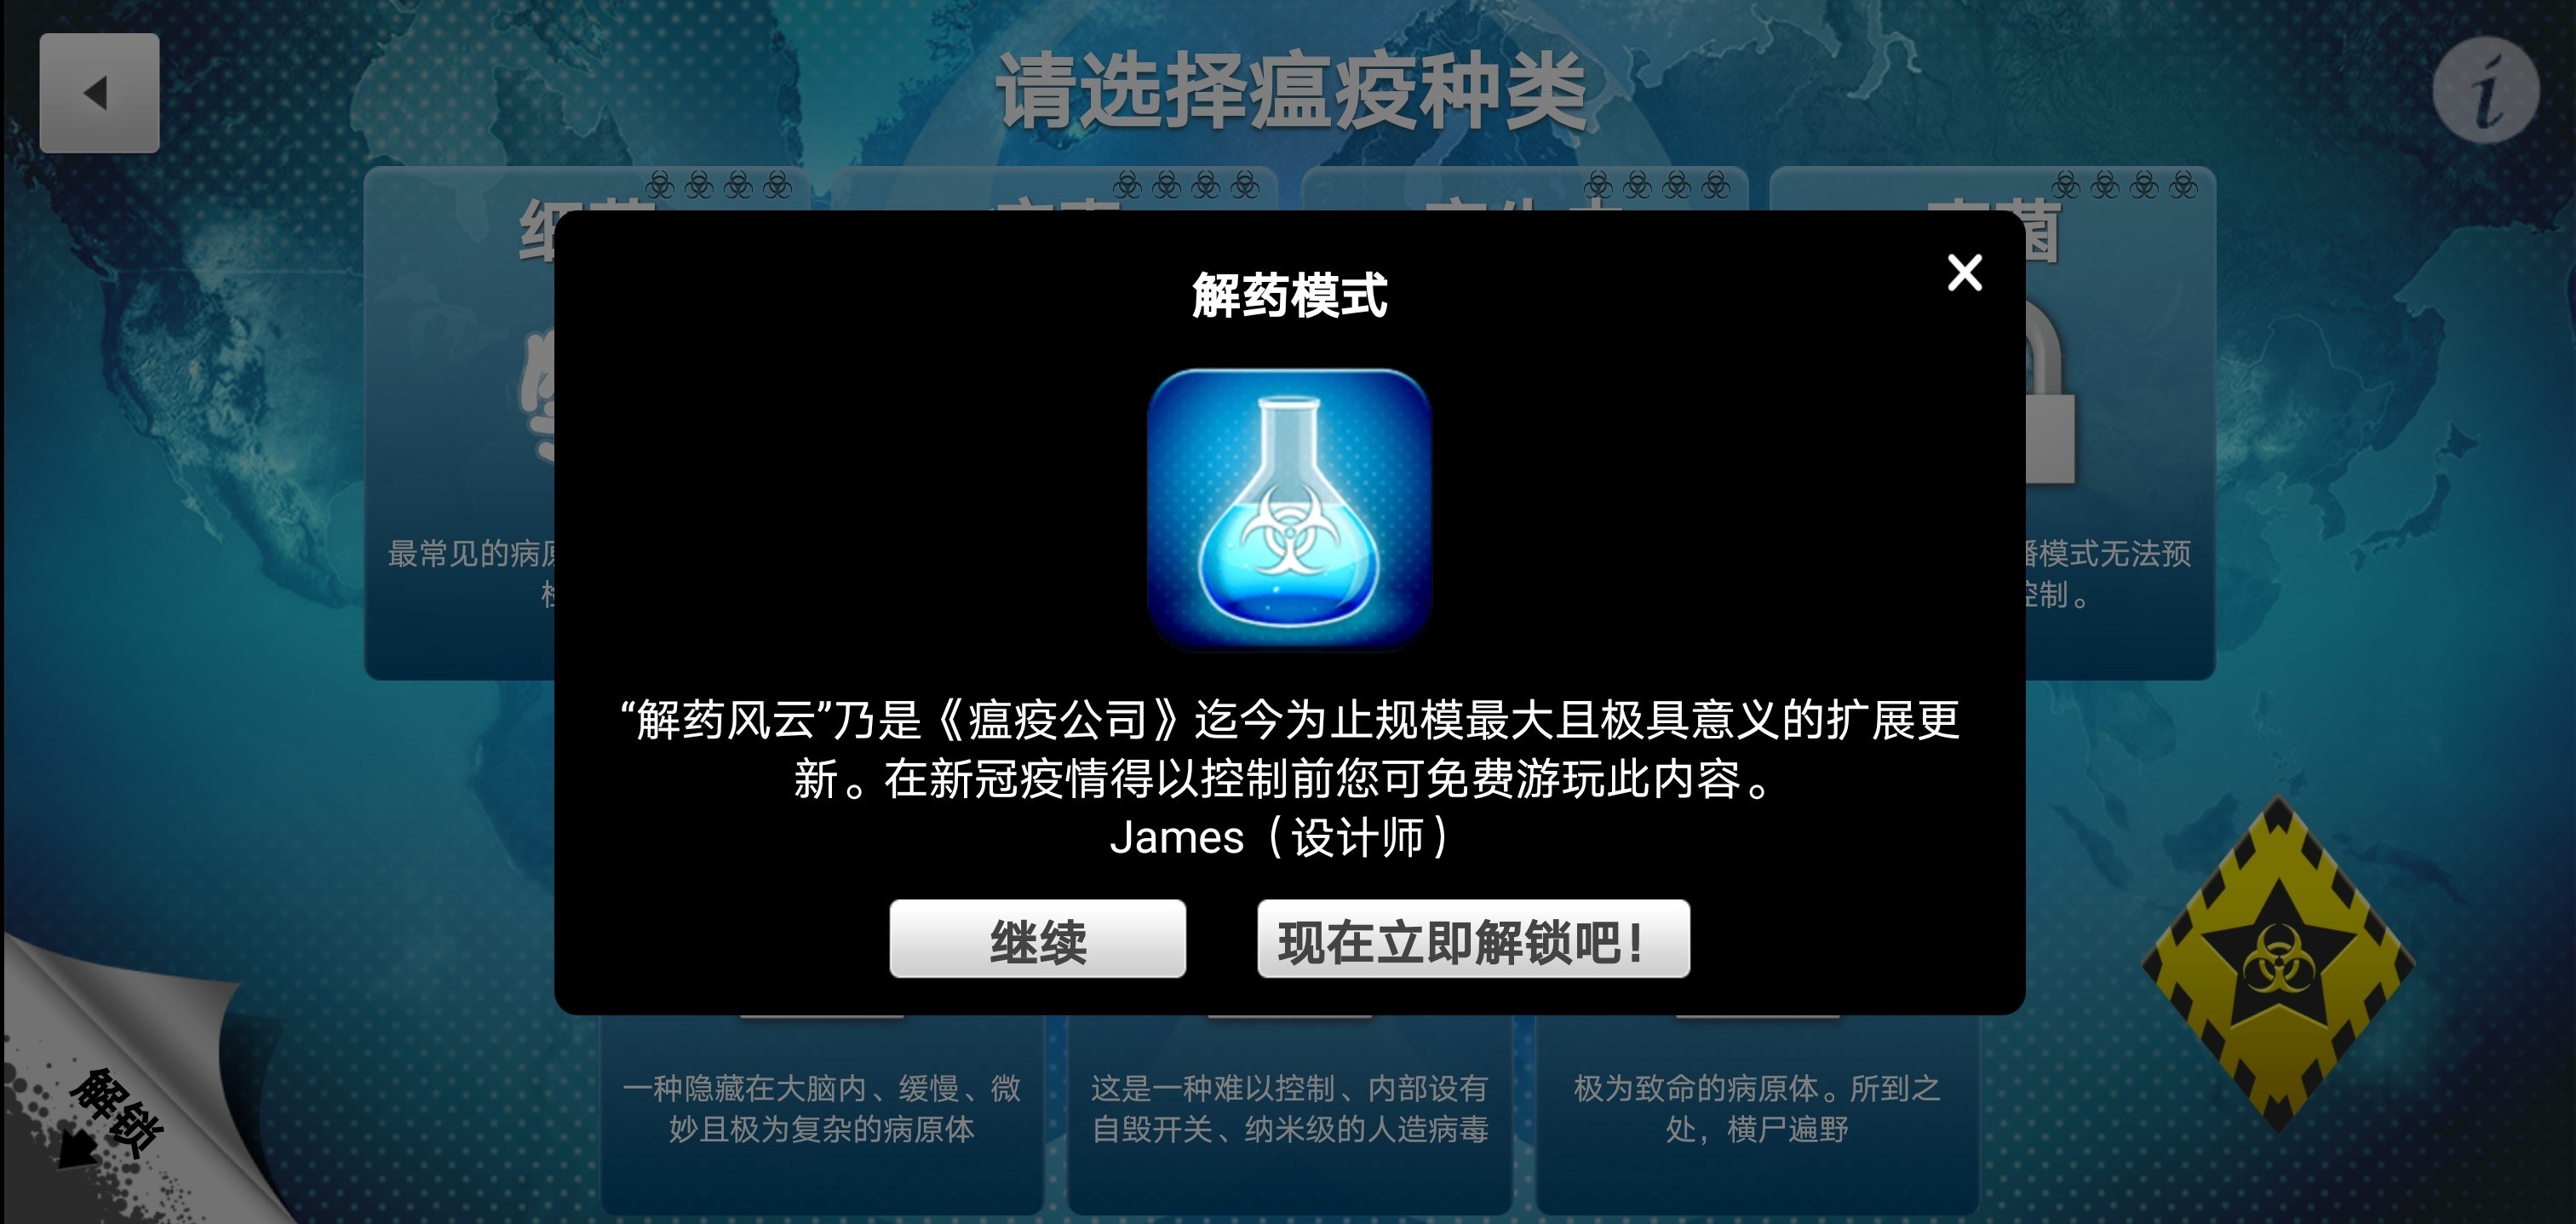 请选择瘟疫种类
解药模式
最常见的病
播模式无法预
控制。
“解药风云”乃是《瘟疫公司》迄今为止规模最大且极具意义的扩展更
新。在新冠疫情得以控制前您可免费游玩此内容。
James（设计师）
继续
现在立即解锁吧！
解锁
一种隐藏在大脑内、缓慢、微
妙且极为复杂的病原体
这是一种难以控制、内部设有
自毁开关、纳米级的人造病毒
极为致命的病原体。所到之
处，横尸遍野